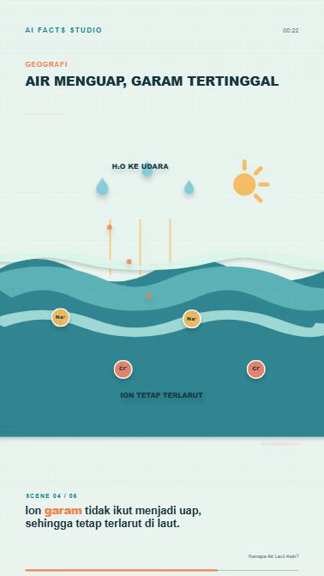 AI FACTS STUDIO
00:22
GEOGRAFI
AIR MENGUAP, GARAM TERTINGGAL
H₂O KE UDARA
Na⁺
Na⁺
Cl⁻
Cl⁻
ION TETAP TERLARUT
SCENE 04 / 06
Ion garam tidak ikut menjadi uap,
sehingga tetap terlarut di laut.
Kenapa Air Laut Asin?